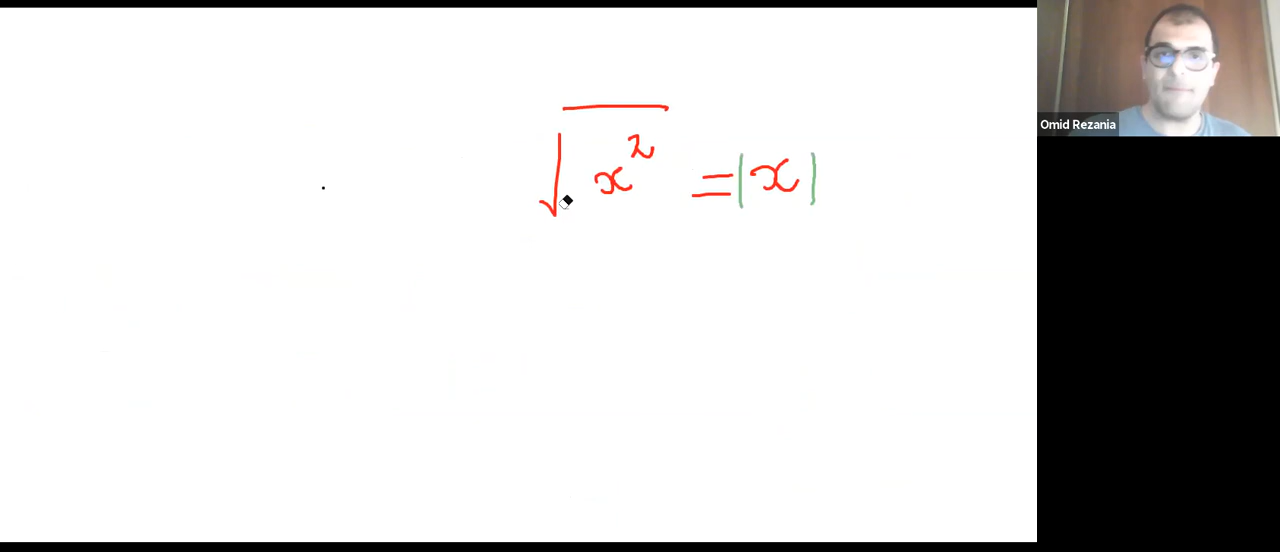 √x² = |x|
Omid Rezania